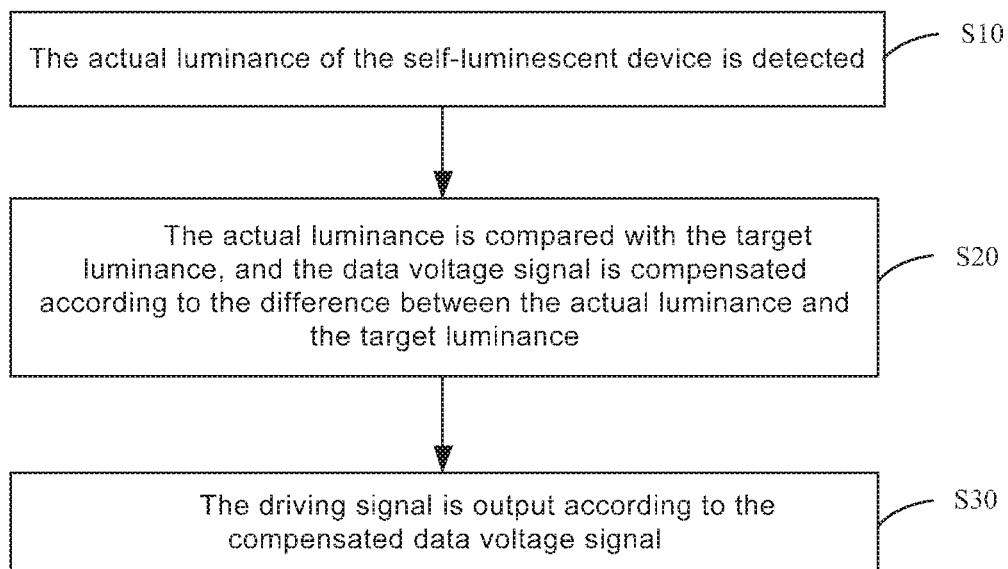 The actual luminance of the self-luminescent device is detected
S10
The actual luminance is compared with the target
luminance, and the data voltage signal is compensated
according to the difference between the actual luminance and
the target luminance
S20
The driving signal is output according to the
compensated data voltage signal
S30